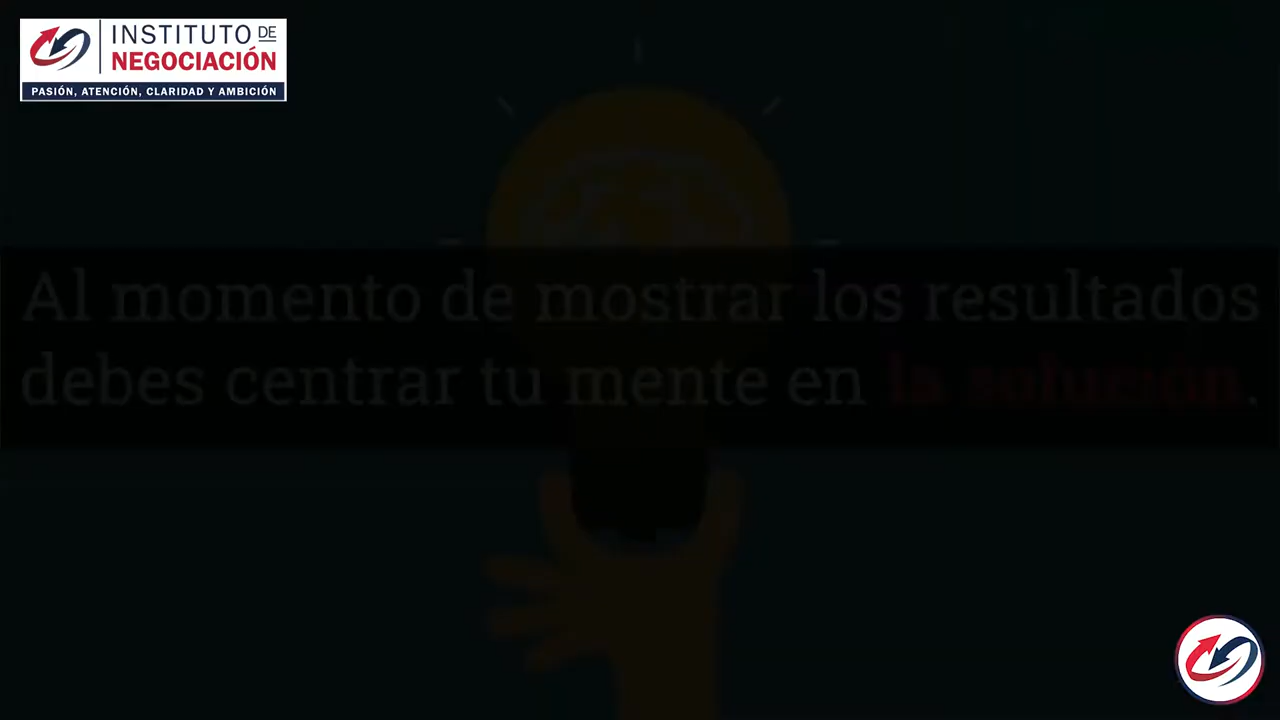 INSTITUTO DE
NEGOCIACIÓN
PASIÓN, ATENCIÓN, CLARIDAD Y AMBICIÓN
Al momento de mostrar los resultados
debes centrar tu mente en la solución.